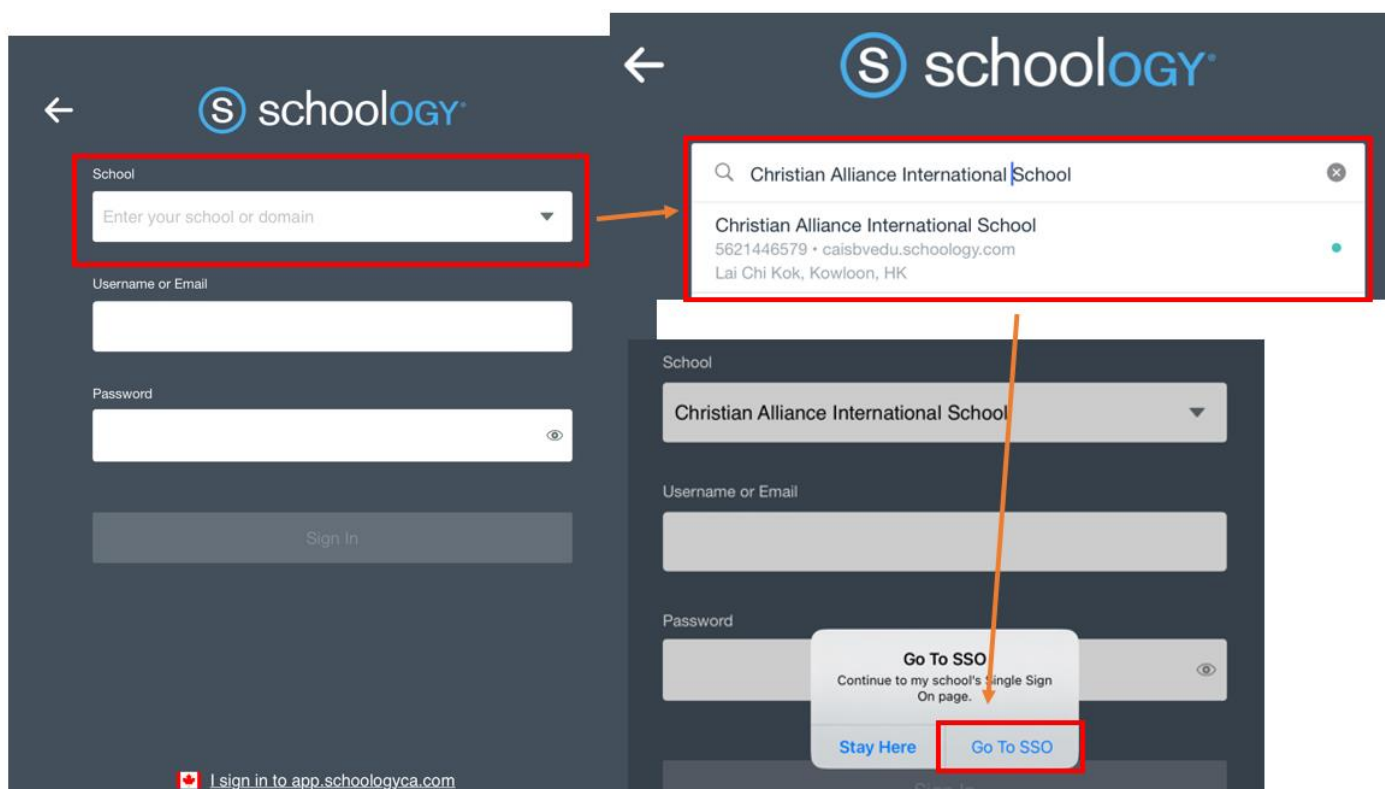 S schoology
School
Enter your school or domain
Username or Email
Password
Sign In
I sign in to app.schoologyca.com
S schoology
Christian Alliance International School
Christian Alliance International School
5621446579 • caisbvedu.schoology.com
Lai Chi Kok, Kowloon, HK
School
Christian Alliance International School
Username or Email
Password
Go To SSO
Continue to my school's Single Sign
On page.
Stay Here
Go To SSO
Sign In